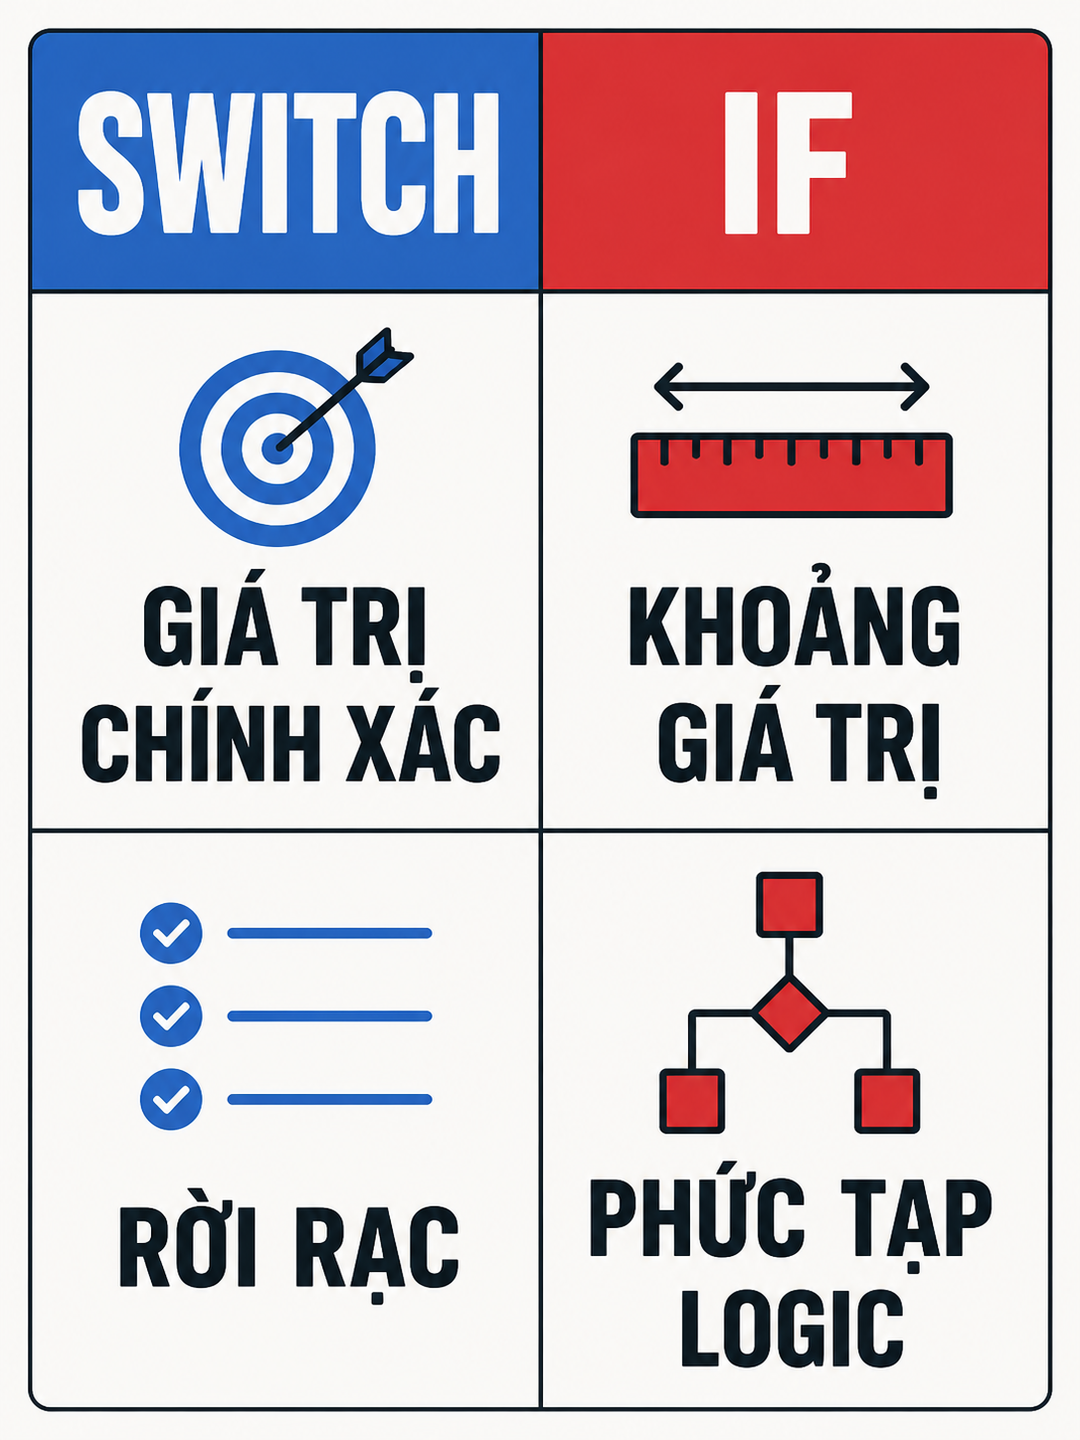 SWITCH
IF
GIÁ TRỊ
CHÍNH XÁC
KHOẢNG
GIÁ TRỊ
RỜI RẠC
PHỨC TẠP
LOGIC